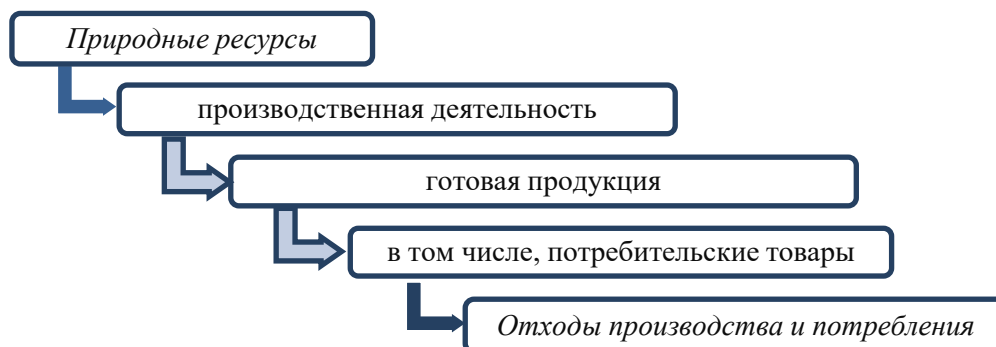 Природные ресурсы
производственная деятельность
готовая продукция
в том числе, потребительские товары
Отходы производства и потребления